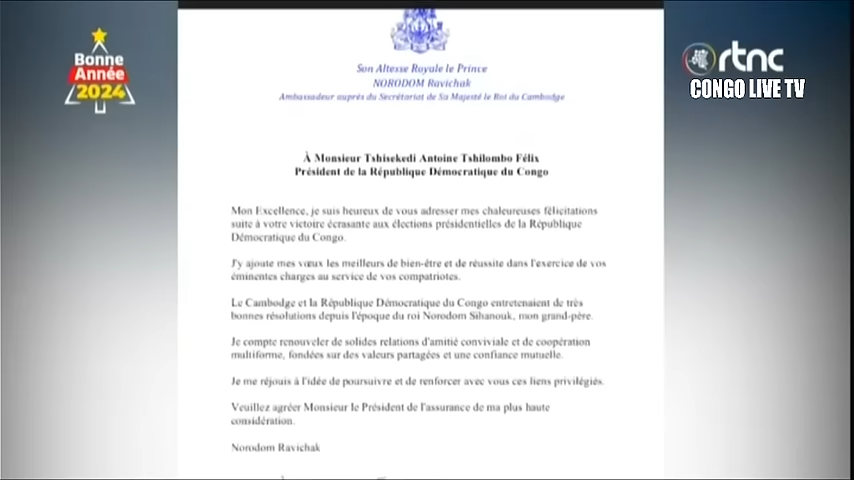 Bonne
Année
2024
rtnc
CONGO LIVE TV
Son Altesse Royale le Prince
NORODOM Ravichak
Ambassadeur auprès du Secrétariat de Sa Majesté le Roi du Cambodge
À Monsieur Tshisekedi Antoine Tshilombo Félix
Président de la République Démocratique du Congo
Mon Excellence, je suis heureux de vous adresser mes chaleureuses félicitations
suite à votre victoire écrasante aux élections présidentielles de la République
Démocratique du Congo.
J'y ajoute mes vœux les meilleurs de bien-être et de réussite dans l'exercice de vos
éminentes charges au service de vos compatriotes.
Le Cambodge et la République Démocratique du Congo entretenaient de très
bonnes résolutions depuis l'époque du roi Norodom Sihanouk, mon grand-père.
Je compte renouveler de solides relations d'amitié conviviale et de coopération
multiforme, fondées sur des valeurs partagées et une confiance mutuelle.
Je me réjouis à l'idée de poursuivre et de renforcer avec vous ces liens privilégiés.
Veuillez agréer Monsieur le Président de l'assurance de ma plus haute
considération.
Norodom Ravichak